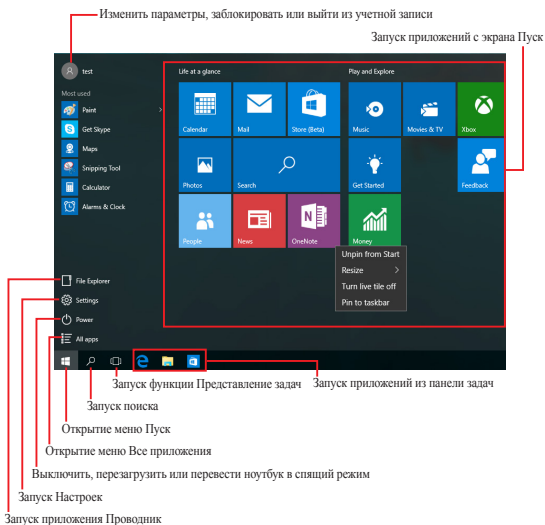 Изменить параметры, заблокировать или выйти из учетной записи
Запуск приложений с экрана Пуск
test
Life at a glance
Play and Explore
Most used
Paint
Get Skype
Maps
Snipping Tool
Calculator
Alarms & Clock
Calendar
Mail
Store (Beta)
Music
Movies & TV
Xbox
Photos
Search
Get Started
Feedback
People
News
OneNote
Money
Unpin from Start
Resize
Turn live tile off
Pin to taskbar
File Explorer
Settings
Power
All apps
Запуск функции Представление задач
Запуск приложений из панели задач
Запуск поиска
Открытие меню Пуск
Открытие меню Все приложения
Выключить, перезагрузить или перевести ноутбук в спящий режим
Запуск Настроек
Запуск приложения Проводник